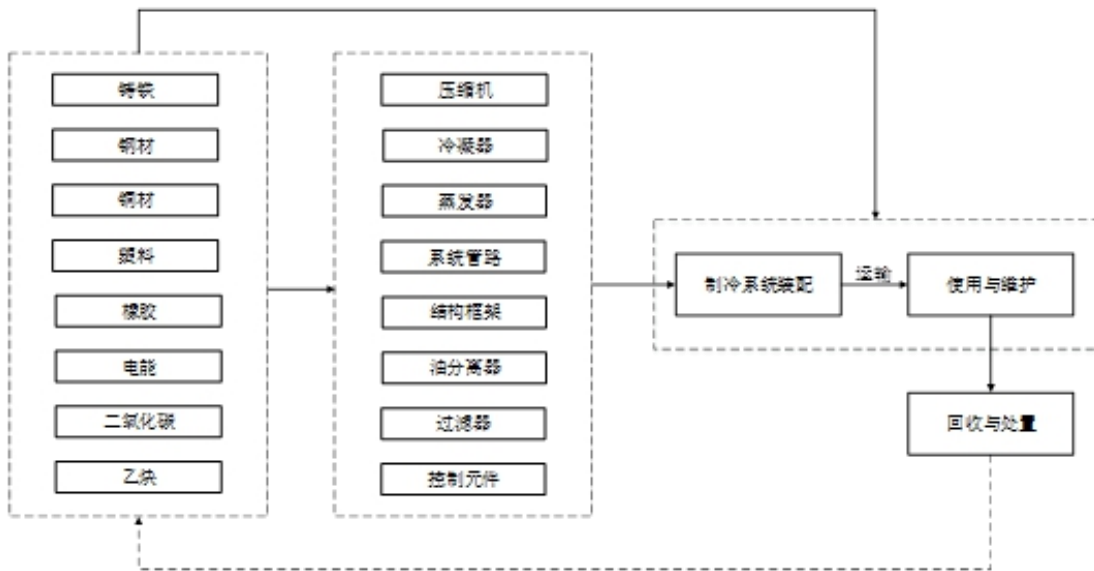 铸铁
钢材
铜材
塑料
橡胶
电能
二氧化碳
乙炔
压缩机
冷凝器
蒸发器
系统管路
结构框架
油分离器
过滤器
控制元件
制冷系统装配
运输
使用与维护
回收与处置